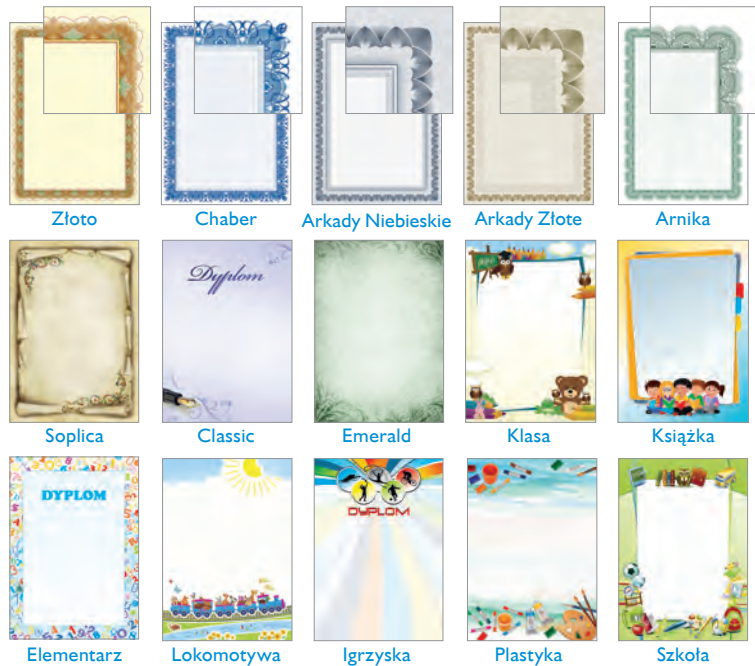 Złoto
Chaber
Arkady Niebieskie
Arkady Złote
Arnika
Dyplom
Soplica
Classic
Emerald
Klasa
Książka
DYPLOM
DYPLOM
Elementarz
Lokomotywa
Igrzyska
Plastyka
Szkoła